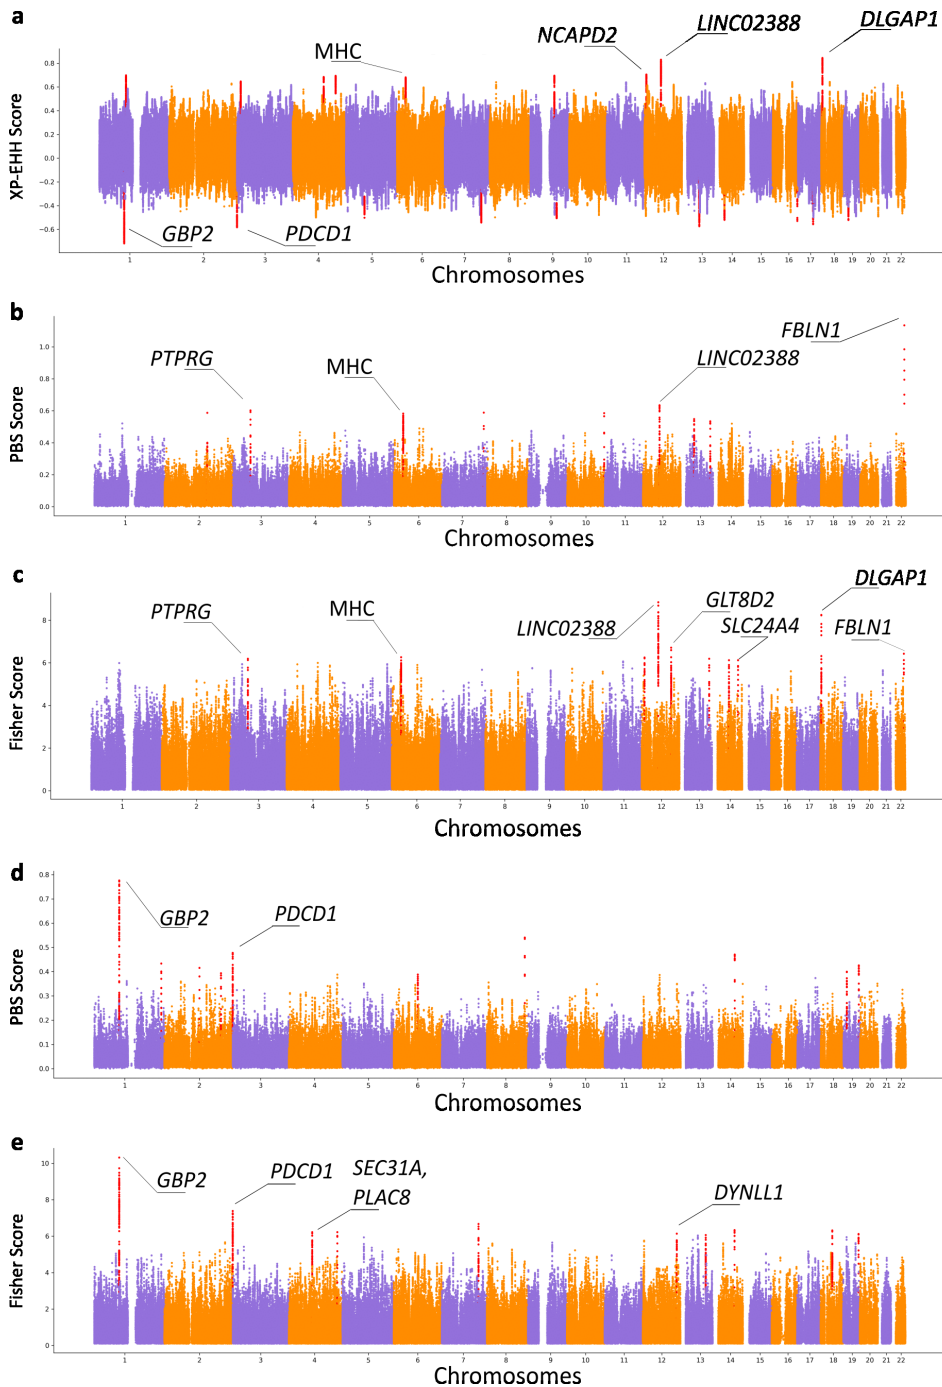 a
MHC
NCAPD2
LINC02388
DLGAP1
XP-EHH Score
0.8
0.6
0.4
0.2
0.0
−0.2
−0.4
−0.6
GBP2
PDCD1
1 2 3 4 5 6 7 8 9 10 11 12 13 14 15 16 17 18 19 20 21 22
Chromosomes
b
PTPRG
MHC
LINC02388
FBLN1
PBS Score
1.0
0.8
0.6
0.4
0.2
0.0
1 2 3 4 5 6 7 8 9 10 11 12 13 14 15 16 17 18 19 20 21 22
Chromosomes
c
PTPRG
MHC
LINC02388
GLT8D2
SLC24A4
DLGAP1
FBLN1
Fisher Score
8
6
4
2
0
1 2 3 4 5 6 7 8 9 10 11 12 13 14 15 16 17 18 19 20 21 22
Chromosomes
d
GBP2
PDCD1
PBS Score
0.8
0.7
0.6
0.5
0.4
0.3
0.2
0.1
0.0
1 2 3 4 5 6 7 8 9 10 11 12 13 14 15 16 17 18 19 20 21 22
Chromosomes
e
GBP2
PDCD1
SEC31A,
PLAC8
DYNLL1
Fisher Score
10
8
6
4
2
0
1 2 3 4 5 6 7 8 9 10 11 12 13 14 15 16 17 18 19 20 21 22
Chromosomes